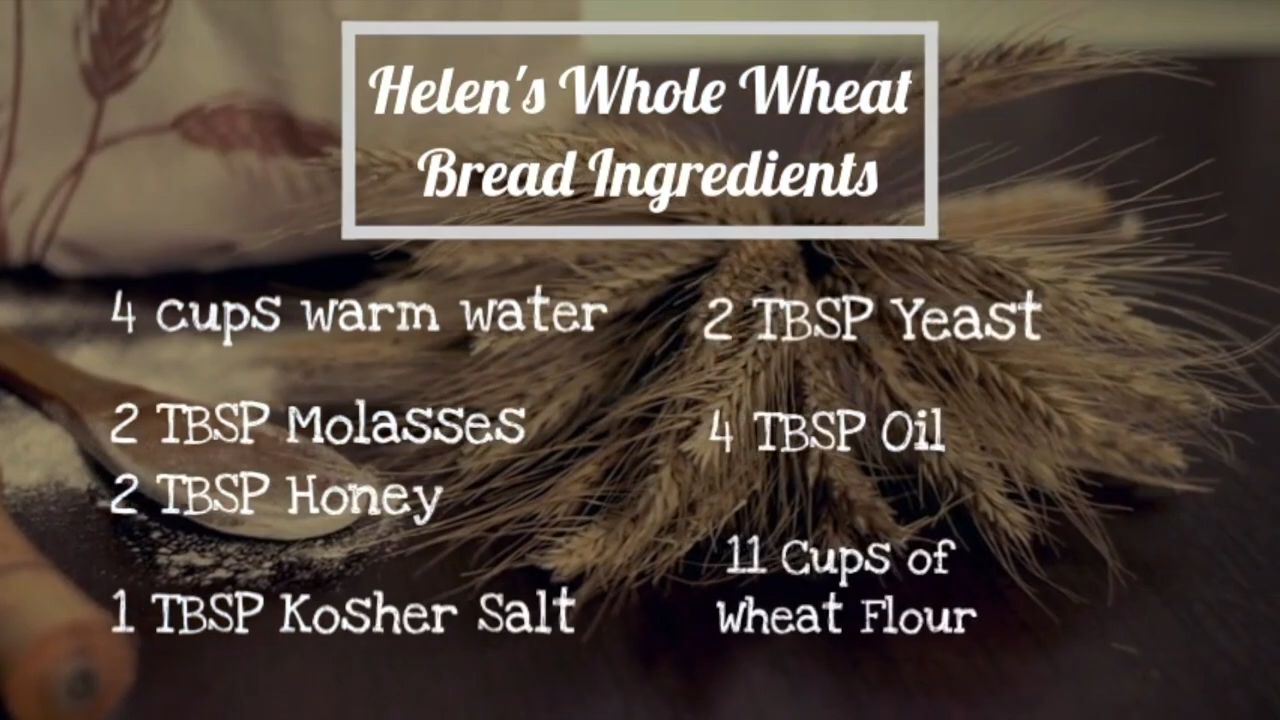 Helen's Whole Wheat
Bread Ingredients
4 cups warm water
2 TBSP Molasses
2 TBSP Honey
1 TBSP Kosher Salt
2 TBSP Yeast
4 TBSP Oil
11 Cups of
Wheat Flour